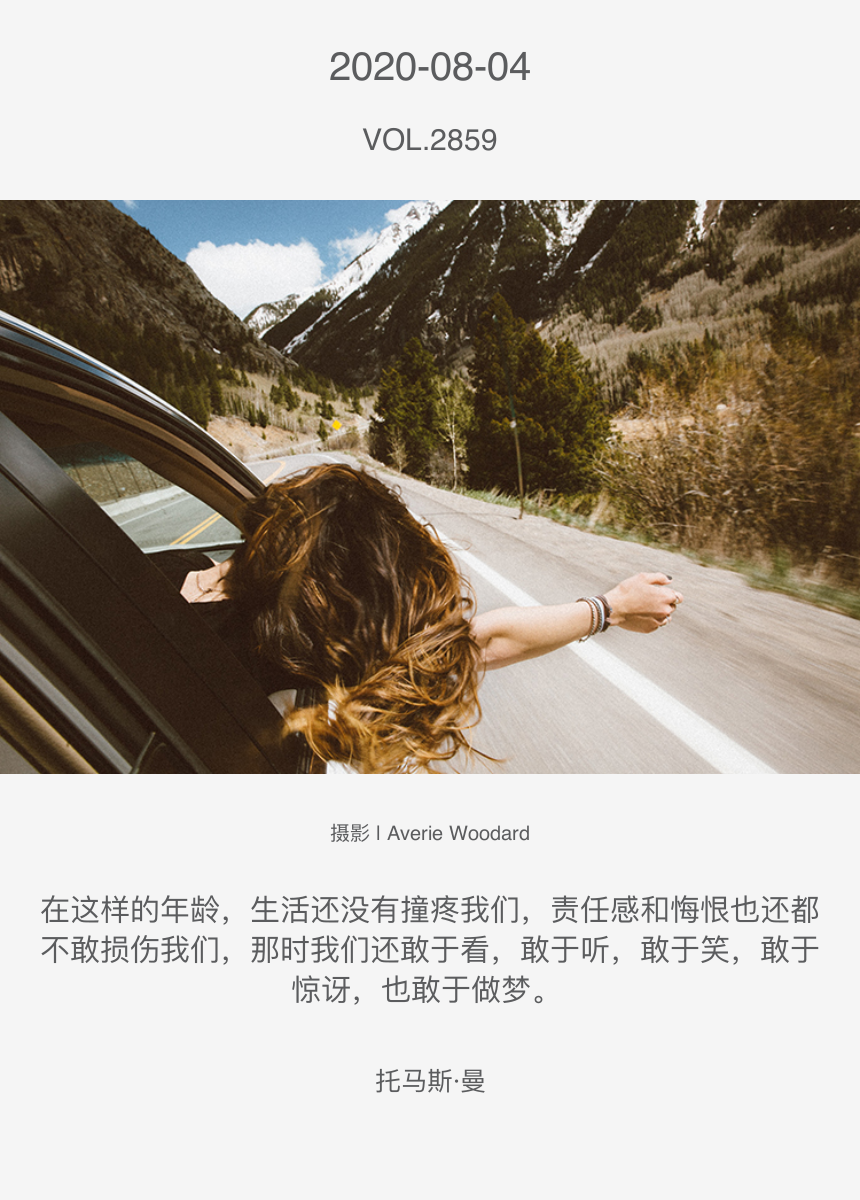 2020-08-04
VOL.2859
摄影 l Averie Woodard
在这样的年龄，生活还没有撞疼我们，责任感和悔恨也还都
不敢损伤我们，那时我们还敢于看，敢于听，敢于笑，敢于
惊讶，也敢于做梦。
托马斯·曼